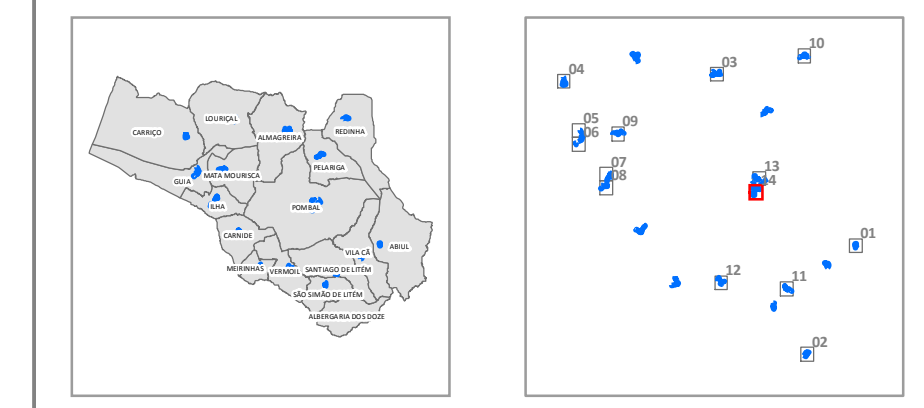 LOURIÇAL
CARRIÇO
ALMAGREIRA
REDINHA
PELARIGA
GUIA
MATA MOURISCA
ILHA
POMBAL
CARNIDE
ABIUL
VILA CÃ
MEIRINHAS
VERMOIL
SANTIAGO DE LITÉM
SÃO SIMÃO DE LITÉM
ALBERGARIA DOS DOZE
10
03
04
05
09
06
07
13
08
14
01
12
11
02